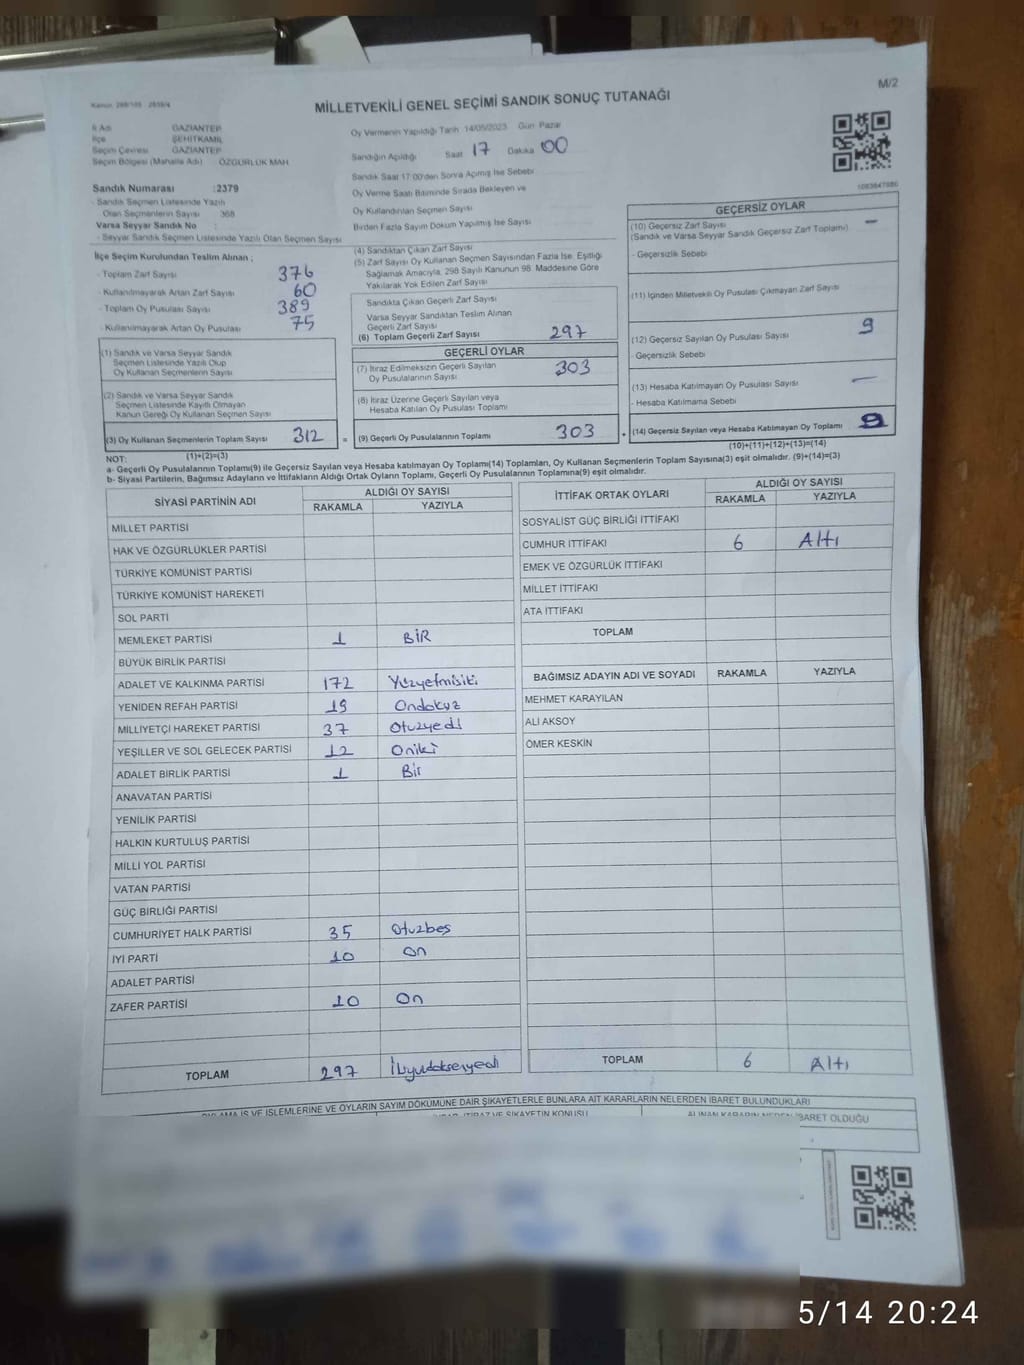 M/2
MİLLETVEKİLİ GENEL SEÇİMİ SANDIK SONUÇ TUTANAĞI
İl Adı GAZİANTEP
İlçe ŞEHİTKAMİL
Seçim Çevresi GAZİANTEP
Seçim Bölgesi (Mahalle Adı) ÖZGÜRLÜK MAH
Sandık Numarası :2379
- Sandık Seçmen Listesinde Yazılı
Olan Seçmenlerin Sayısı 368
Varsa Seyyar Sandık No :
- Seyyar Sandık Seçmen Listesinde Yazılı Olan Seçmen Sayısı
İlçe Seçim Kurulundan Teslim Alınan ;
- Toplam Zarf Sayısı 376
- Kullanılmayarak Artan Zarf Sayısı 60
- Toplam Oy Pusulası Sayısı 389
- Kullanılmayarak Artan Oy Pusulası 75
(1) Sandık ve Varsa Seyyar Sandık
Seçmen Listesinde Yazılı Olup
Oy Kullanan Seçmenlerin Sayısı
(2) Sandık ve Varsa Seyyar Sandık
Seçmen Listesinde Kayıtlı Olmayan
Kanun Gereği Oy Kullanan Seçmen Sayısı
(3) Oy Kullanan Seçmenlerin Toplam Sayısı 312 =
(1)+(2)=(3)
Oy Vermenin Yapıldığı Tarih 14/05/2023 Gün Pazar
Sandığın Açıldığı Saat 17 Dakika 00
Sandık Saat 17:00'den Sonra Açılmış İse Sebebi
Oy Verme Saati Bitiminde Sırada Bekleyen ve
Oy Kullandırılan Seçmen Sayısı
Birden Fazla Sayım Döküm Yapılmış İse Sayısı
(4) Sandıktan Çıkan Zarf Sayısı
(5) Zarf Sayısı Oy Kullanan Seçmen Sayısından Fazla İse, Eşitliği
Sağlamak Amacıyla, 298 Sayılı Kanunun 98. Maddesine Göre
Yakılarak Yok Edilen Zarf Sayısı
Sandıkta Çıkan Geçerli Zarf Sayısı
Varsa Seyyar Sandıktan Teslim Alınan
Geçerli Zarf Sayısı
(6) Toplam Geçerli Zarf Sayısı 297
GEÇERLİ OYLAR
(7) İtiraz Edilmeksizin Geçerli Sayılan
Oy Pusulalarının Sayısı 303
(8) İtiraz Üzerine Geçerli Sayılan veya
Hesaba Katılan Oy Pusulası Toplamı
(9) Geçerli Oy Pusulalarının Toplamı 303 +
GEÇERSİZ OYLAR
(10) Geçersiz Zarf Sayısı –
(Sandık ve Varsa Seyyar Sandık Geçersiz Zarf Toplamı)
- Geçersizlik Sebebi
(11) İçinden Milletvekili Oy Pusulası Çıkmayan Zarf Sayısı
(12) Geçersiz Sayılan Oy Pusulası Sayısı 9
- Geçersizlik Sebebi
(13) Hesaba Katılmayan Oy Pusulası Sayısı –
- Hesaba Katılmama Sebebi
(14) Geçersiz Sayılan veya Hesaba Katılmayan Oy Toplamı 9
(10)+(11)+(12)+(13)=(14)
NOT:
a- Geçerli Oy Pusulalarının Toplamı(9) ile Geçersiz Sayılan veya Hesaba katılmayan Oy Toplamı(14) Toplamları, Oy Kullanan Seçmenlerin Toplam Sayısına(3) eşit olmalıdır. (9)+(14)=(3)
b- Siyasi Partilerin, Bağımsız Adayların ve İttifakların Aldığı Ortak Oyların Toplamı, Geçerli Oy Pusulalarının Toplamına(9) eşit olmalıdır.
SİYASİ PARTİNİN ADI ALDIĞI OY SAYISI
RAKAMLA YAZIYLA
MİLLET PARTİSİ
HAK VE ÖZGÜRLÜKLER PARTİSİ
TÜRKİYE KOMÜNİST PARTİSİ
TÜRKİYE KOMÜNİST HAREKETİ
SOL PARTİ
MEMLEKET PARTİSİ 1 BİR
BÜYÜK BİRLİK PARTİSİ
ADALET VE KALKINMA PARTİSİ 172 Yüzyetmişiki
YENİDEN REFAH PARTİSİ 19 Ondokuz
MİLLİYETÇİ HAREKET PARTİSİ 37 Otuzyedi
YEŞİLLER VE SOL GELECEK PARTİSİ 12 Oniki
ADALET BİRLİK PARTİSİ 1 Bir
ANAVATAN PARTİSİ
YENİLİK PARTİSİ
HALKIN KURTULUŞ PARTİSİ
MİLLİ YOL PARTİSİ
VATAN PARTİSİ
GÜÇ BİRLİĞİ PARTİSİ
CUMHURİYET HALK PARTİSİ 35 Otuzbeş
İYİ PARTİ 10 On
ADALET PARTİSİ
ZAFER PARTİSİ 10 On
TOPLAM 297
İTTİFAK ORTAK OYLARI ALDIĞI OY SAYISI
RAKAMLA YAZIYLA
SOSYALİST GÜÇ BİRLİĞİ İTTİFAKI
CUMHUR İTTİFAKI 6 Altı
EMEK VE ÖZGÜRLÜK İTTİFAKI
MİLLET İTTİFAKI
ATA İTTİFAKI
TOPLAM
BAĞIMSIZ ADAYIN ADI VE SOYADI RAKAMLA YAZIYLA
MEHMET KARAYILAN
ALİ AKSOY
ÖMER KESKİN
TOPLAM 6 Altı
İŞ VE İŞLEMLERİNE VE OYLARIN SAYIM DÖKÜMÜNE DAİR ŞİKAYETLERLE BUNLARA AİT KARARLARIN NELERDEN İBARET BULUNDUKLARI
İTİRAZ VE ŞİKAYETİN KONUSU ALINAN KARARIN NEDEN İBARET OLDUĞU
5/14 20:24